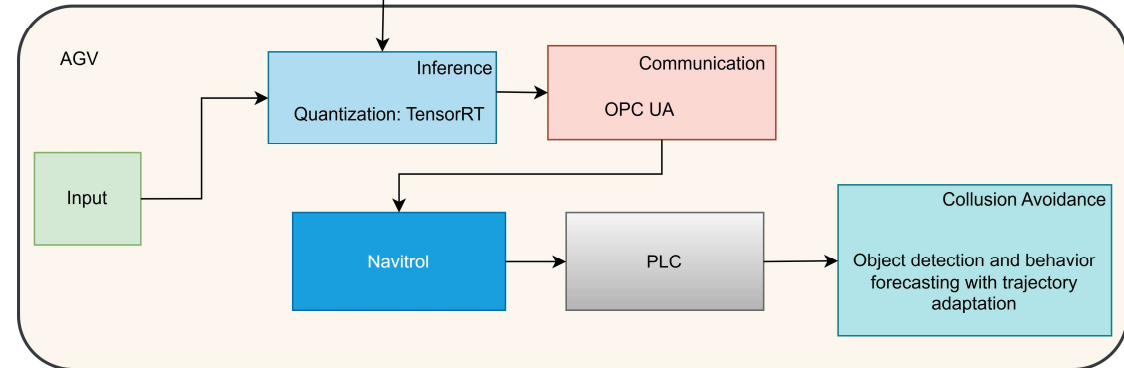 AGV
Inference
Quantization: TensorRT
Communication
OPC UA
Input
Navitrol
PLC
Collusion Avoidance
Object detection and behavior
forecasting with trajectory
adaptation